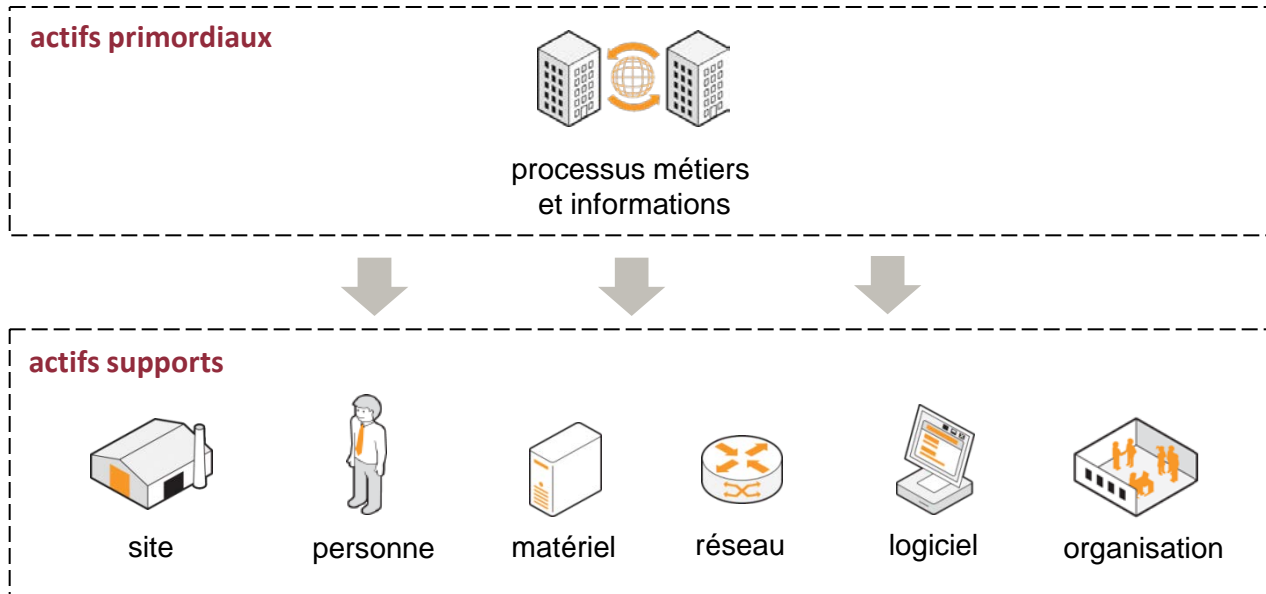 actifs primordiaux
processus métiers
et informations
actifs supports
site
personne
matériel
réseau
logiciel
organisation